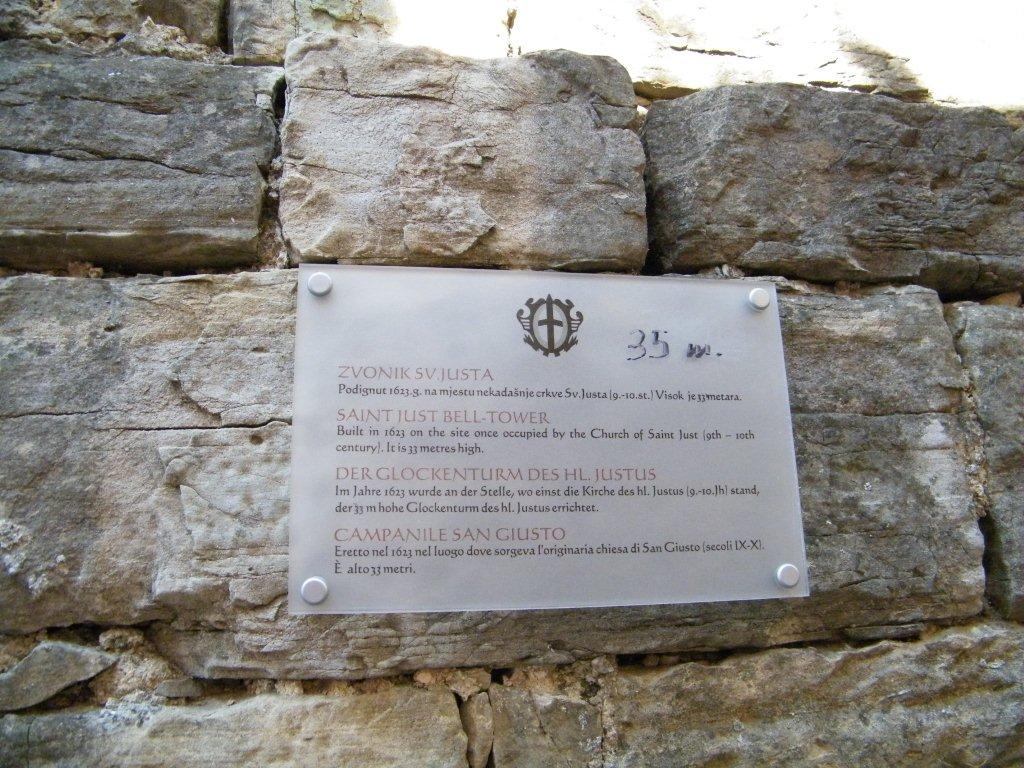 35 m.
ZVONIK SV. JUSTA
Podignut 1623.g. na mjestu nekadašnje crkve Sv. Justa (9.-10.st.) Visok je 33 metara.
SAINT JUST BELL-TOWER
Built in 1623 on the site once occupied by the Church of Saint Just (9th – 10th
century). It is 33 metres high.
DER GLOCKENTURM DES HL. JUSTUS
Im Jahre 1623 wurde an der Stelle, wo einst die Kirche des hl. Justus (9.-10.Jh) stand,
der 33 m hohe Glockenturm des hl. Justus errichtet.
CAMPANILE SAN GIUSTO
Eretto nel 1623 nel luogo dove sorgeva l'originaria chiesa di San Giusto (secoli IX-X).
È alto 33 metri.